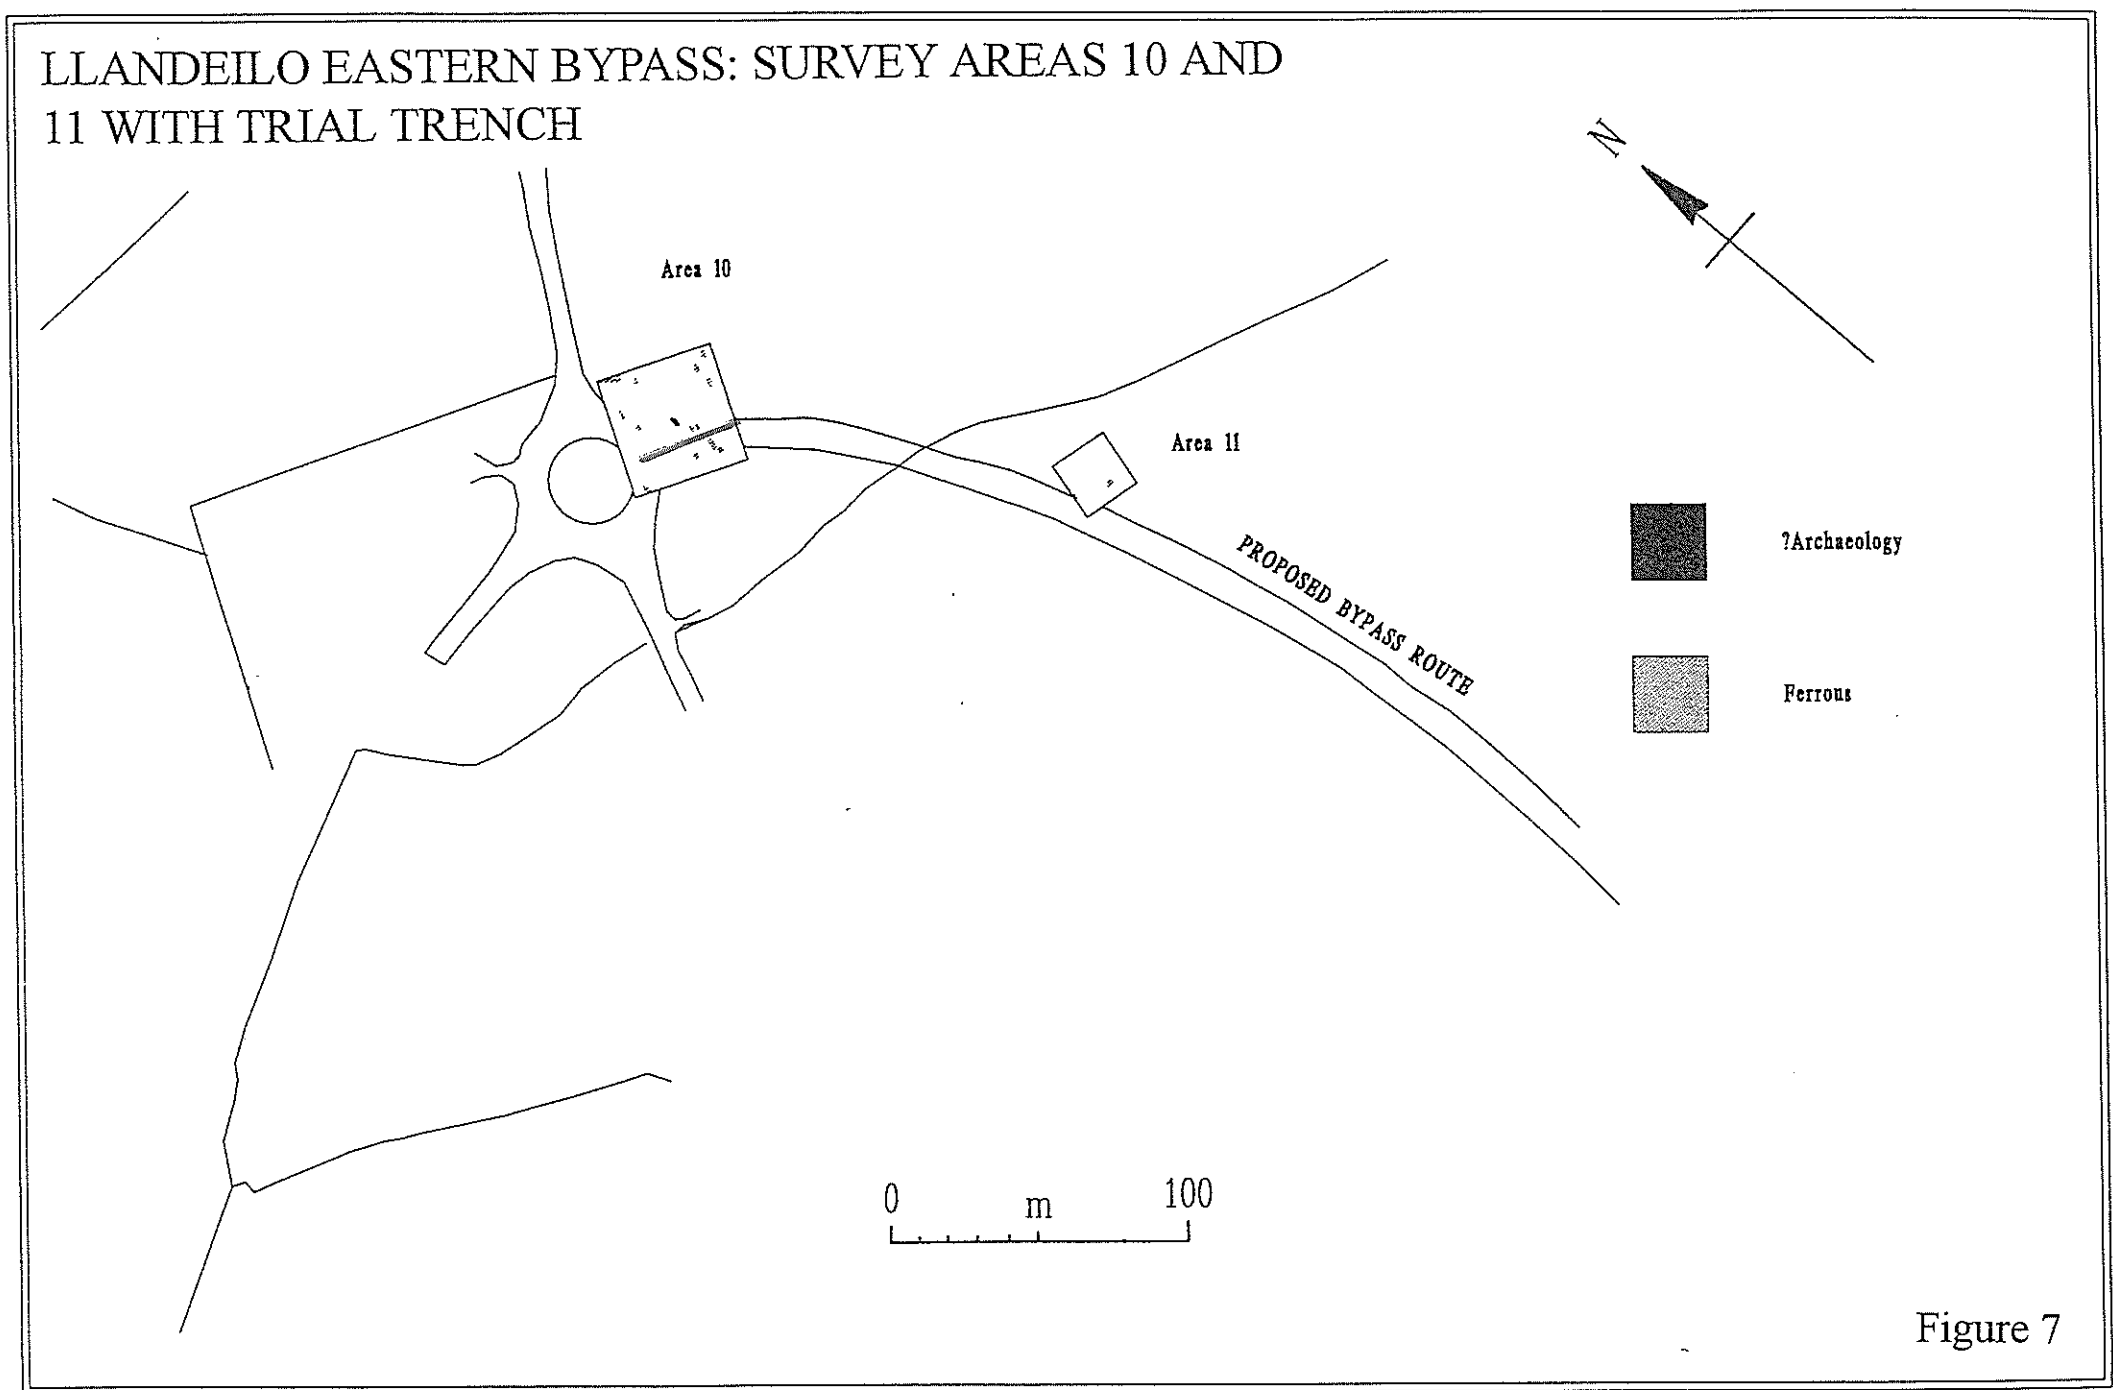 LLANDEILO EASTERN BYPASS: SURVEY AREAS 10 AND
11 WITH TRIAL TRENCH
N
Area 10
Area 11
PROPOSED BYPASS ROUTE
?Archaeology
Ferrous
0 m 100
Figure 7